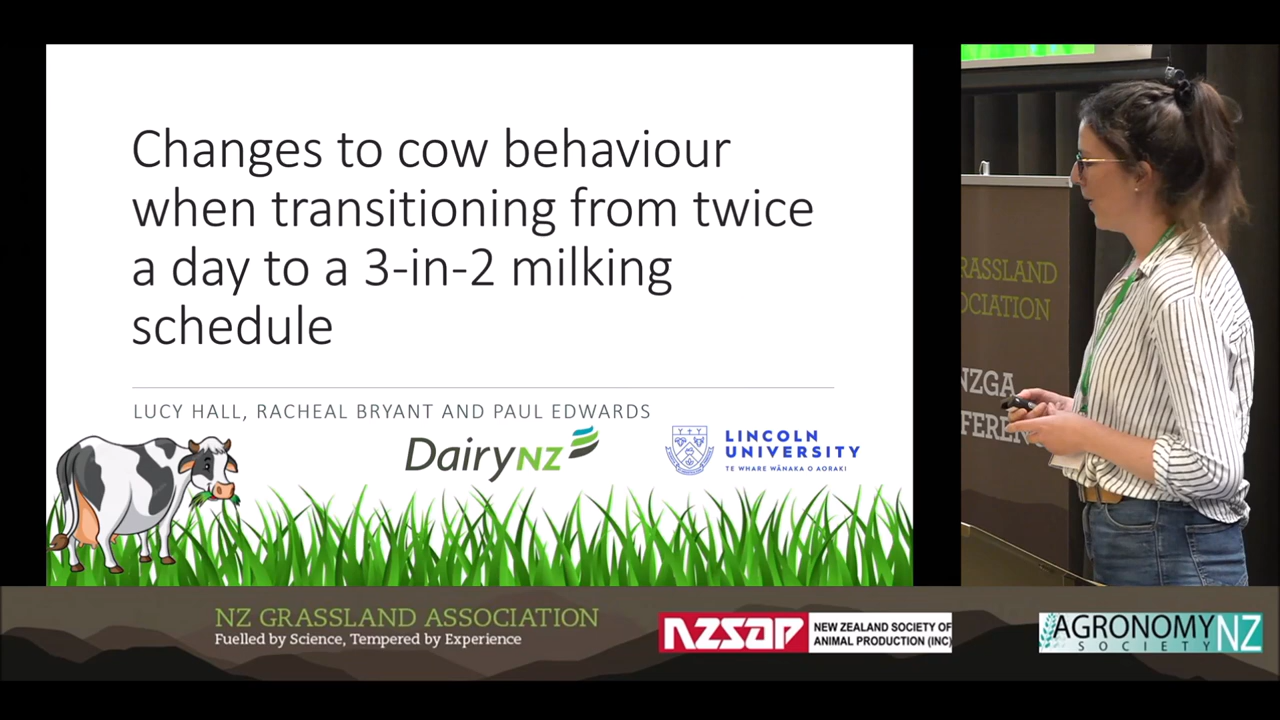 Changes to cow behaviour
when transitioning from twice
a day to a 3-in-2 milking
schedule
LUCY HALL, RACHEAL BRYANT AND PAUL EDWARDS
DairyNZ
LINCOLN
UNIVERSITY
TE WHARE WĀNAKA O AORAKI
RASSLAND
OCIATION
NZGA
FEREN
NZ GRASSLAND ASSOCIATION
Fuelled by Science, Tempered by Experience
NZSAP
NEW ZEALAND SOCIETY OF
ANIMAL PRODUCTION (INC)
AGRONOMY NZ
SOCIETY